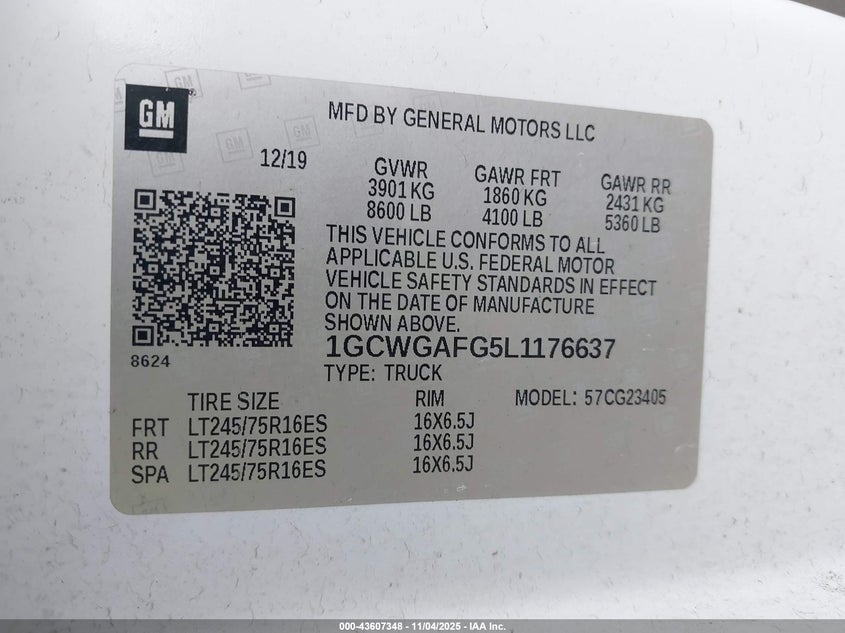 GM
MFD BY GENERAL MOTORS LLC
12/19
GVWR
3901 KG
8600 LB
GAWR FRT
1860 KG
4100 LB
GAWR RR
2431 KG
5360 LB
THIS VEHICLE CONFORMS TO ALL
APPLICABLE U.S. FEDERAL MOTOR
VEHICLE SAFETY STANDARDS IN EFFECT
ON THE DATE OF MANUFACTURE
SHOWN ABOVE.
1GCWGAFG5L1176637
8624
TYPE: TRUCK
TIRE SIZE RIM MODEL: 57CG23405
FRT LT245/75R16ES 16X6.5J
RR LT245/75R16ES 16X6.5J
SPA LT245/75R16ES 16X6.5J
000-43607348 - 11/04/2025 - IAA Inc.